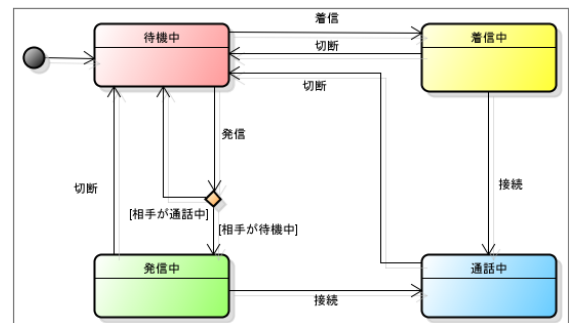 着信
待機中
着信中
切断
切断
発信
切断
接続
[相手が通話中]
[相手が待機中]
発信中
通話中
接続